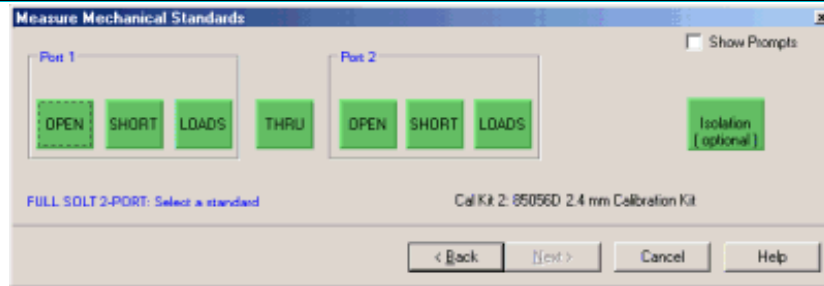 Measure Mechanical Standards
Show Prompts
Port 1
Port 2
OPEN SHORT LOADS THRU OPEN SHORT LOADS
Isolation
( optional )
FULL SOLT 2-PORT: Select a standard
Cal Kit 2: 85056D 2.4 mm Calibration Kit
< Back Next > Cancel Help